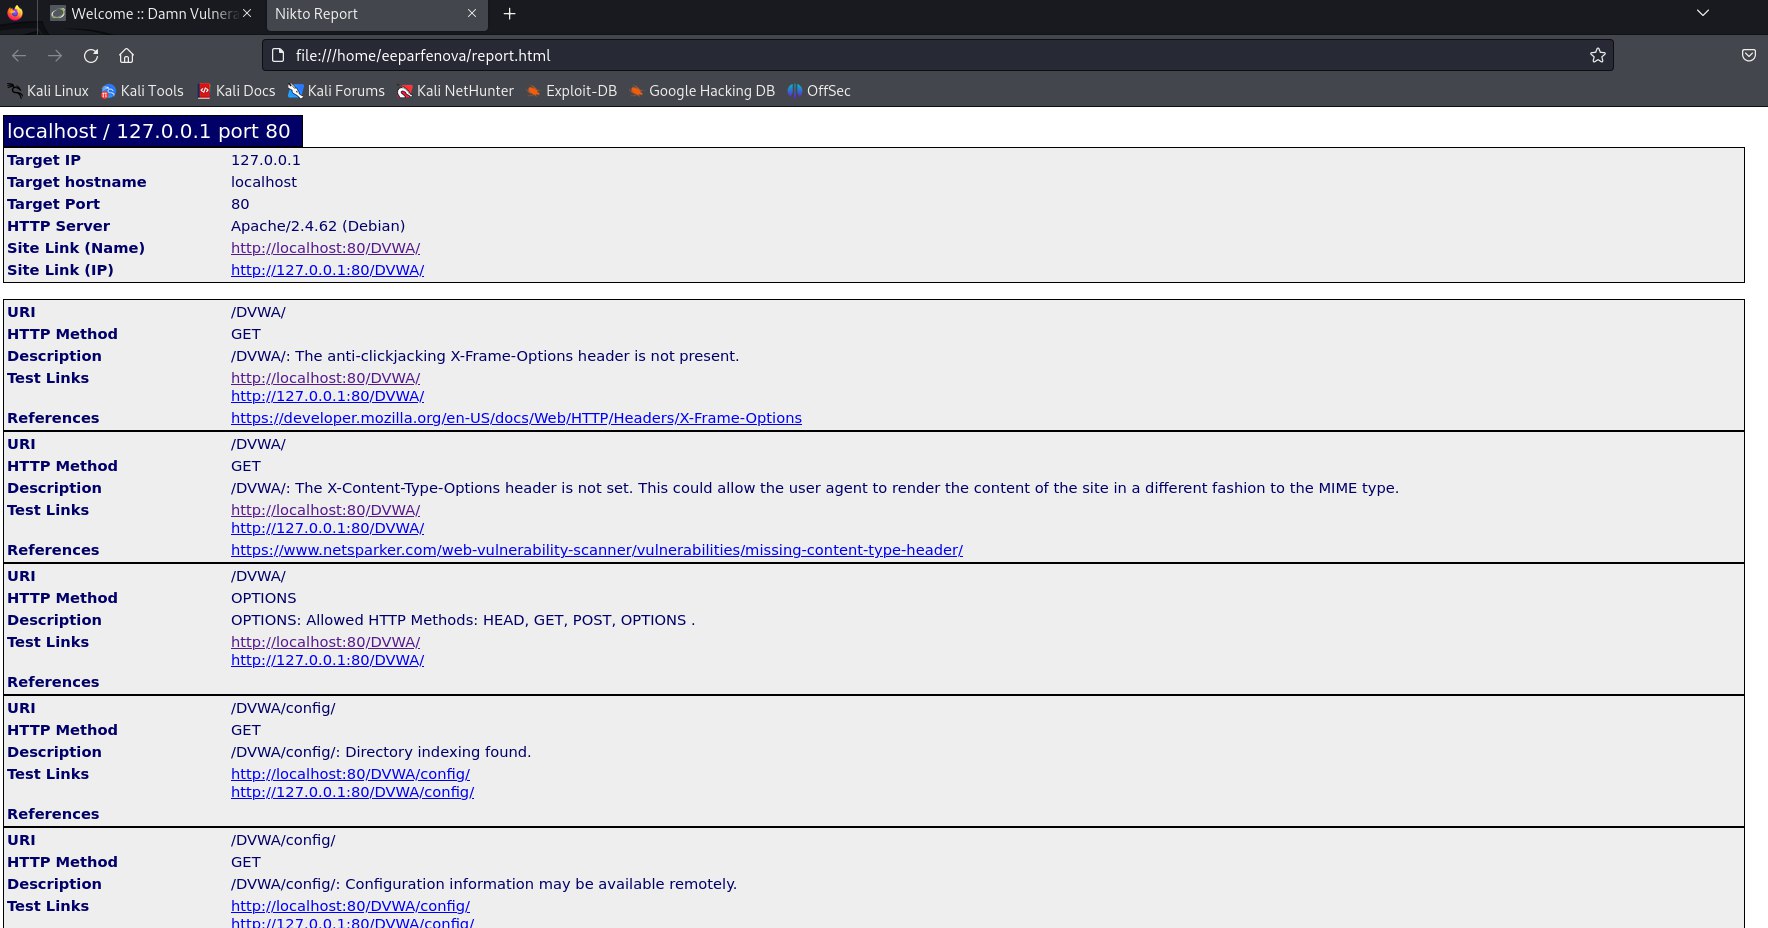 Welcome :: Damn Vulnera
Nikto Report
file:///home/eeparfenova/report.html
Kali Linux Kali Tools Kali Docs Kali Forums Kali NetHunter Exploit-DB Google Hacking DB OffSec
localhost / 127.0.0.1 port 80
Target IP 127.0.0.1
Target hostname localhost
Target Port 80
HTTP Server Apache/2.4.62 (Debian)
Site Link (Name) http://localhost:80/DVWA/
Site Link (IP) http://127.0.0.1:80/DVWA/
URI /DVWA/
HTTP Method GET
Description /DVWA/: The anti-clickjacking X-Frame-Options header is not present.
Test Links http://localhost:80/DVWA/
http://127.0.0.1:80/DVWA/
References https://developer.mozilla.org/en-US/docs/Web/HTTP/Headers/X-Frame-Options
URI /DVWA/
HTTP Method GET
Description /DVWA/: The X-Content-Type-Options header is not set. This could allow the user agent to render the content of the site in a different fashion to the MIME type.
Test Links http://localhost:80/DVWA/
http://127.0.0.1:80/DVWA/
References https://www.netsparker.com/web-vulnerability-scanner/vulnerabilities/missing-content-type-header/
URI /DVWA/
HTTP Method OPTIONS
Description OPTIONS: Allowed HTTP Methods: HEAD, GET, POST, OPTIONS .
Test Links http://localhost:80/DVWA/
http://127.0.0.1:80/DVWA/
References
URI /DVWA/config/
HTTP Method GET
Description /DVWA/config/: Directory indexing found.
Test Links http://localhost:80/DVWA/config/
http://127.0.0.1:80/DVWA/config/
References
URI /DVWA/config/
HTTP Method GET
Description /DVWA/config/: Configuration information may be available remotely.
Test Links http://localhost:80/DVWA/config/
http://127.0.0.1:80/DVWA/config/